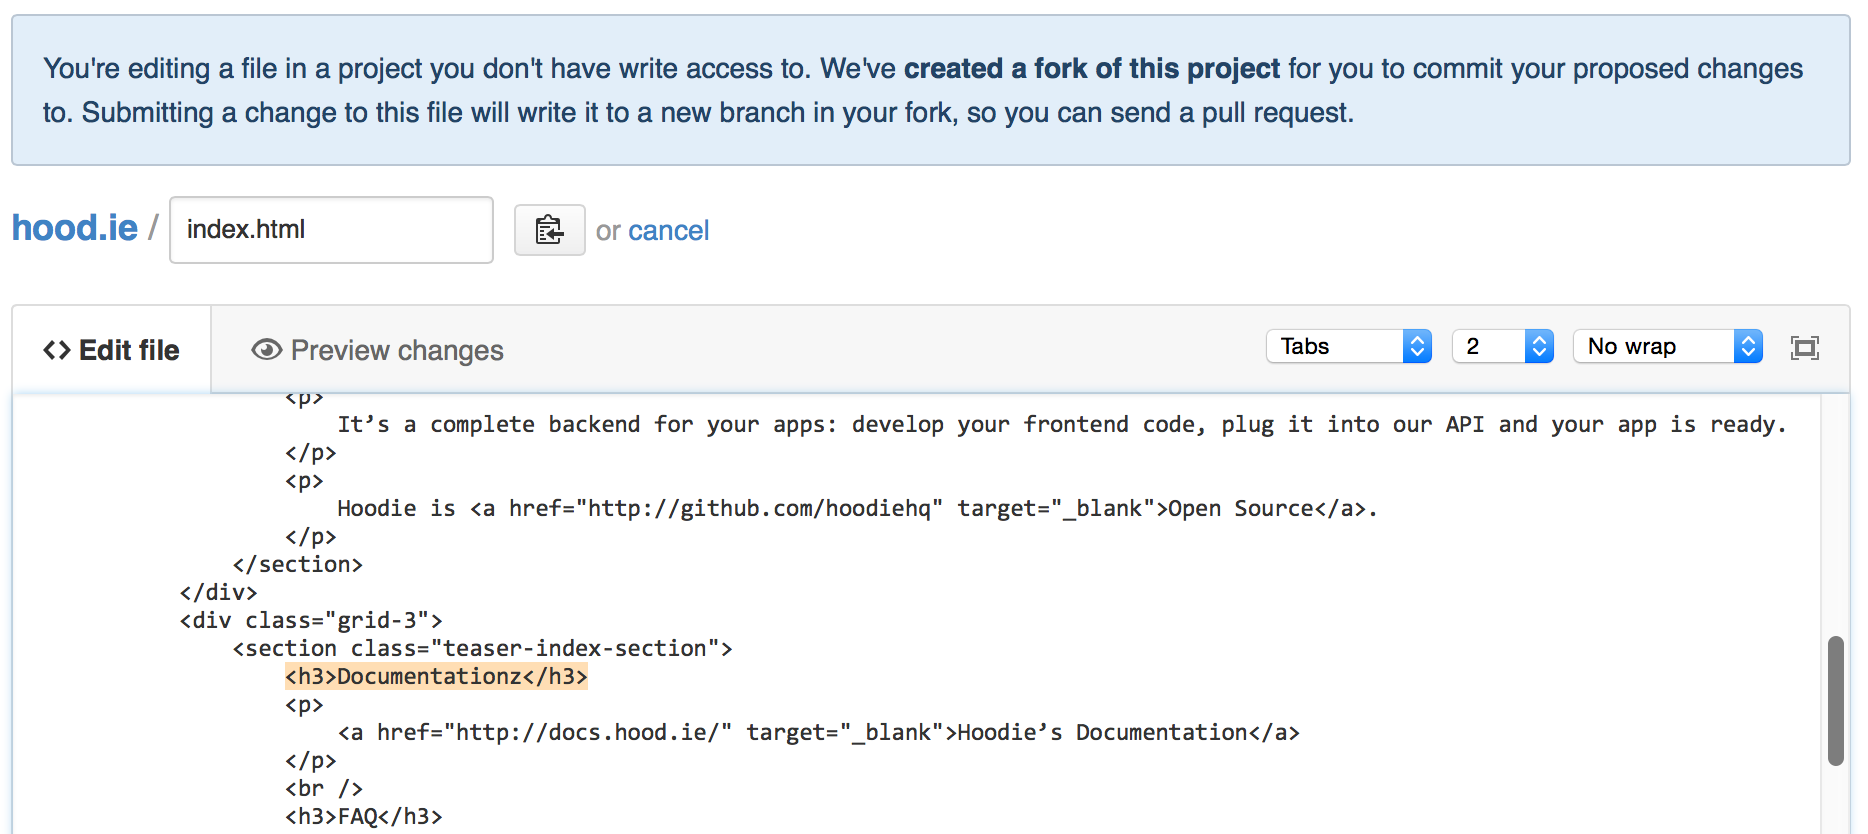 You're editing a file in a project you don't have write access to. We've created a fork of this project for you to commit your proposed changes
to. Submitting a change to this file will write it to a new branch in your fork, so you can send a pull request.
hood.ie / index.html or cancel
<> Edit file Preview changes Tabs 2 No wrap
<p>
It’s a complete backend for your apps: develop your frontend code, plug it into our API and your app is ready.
</p>
<p>
Hoodie is <a href="http://github.com/hoodiehq" target="_blank">Open Source</a>.
</p>
</section>
</div>
<div class="grid-3">
<section class="teaser-index-section">
<h3>Documentationz</h3>
<p>
<a href="http://docs.hood.ie/" target="_blank">Hoodie’s Documentation</a>
</p>
<br />
<h3>FAQ</h3>